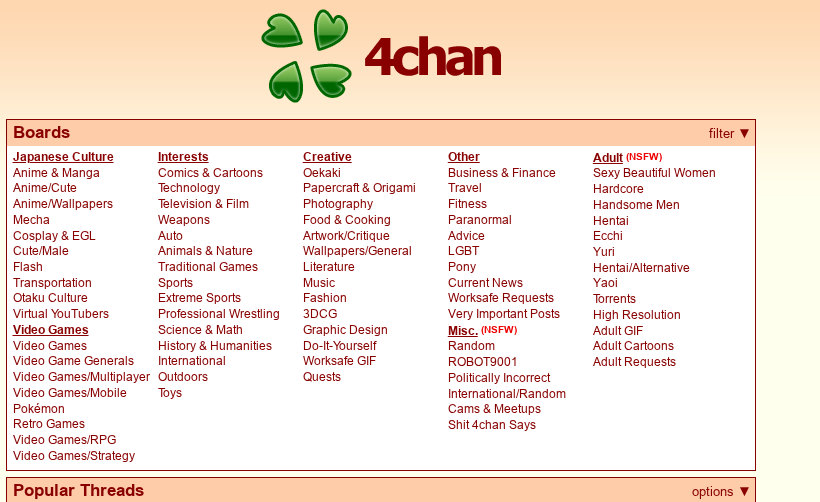 4chan
Boards
filter ▼
Japanese Culture
Anime & Manga
Anime/Cute
Anime/Wallpapers
Mecha
Cosplay & EGL
Cute/Male
Flash
Transportation
Otaku Culture
Virtual YouTubers
Video Games
Video Games
Video Game Generals
Video Games/Multiplayer
Video Games/Mobile
Pokémon
Retro Games
Video Games/RPG
Video Games/Strategy
Interests
Comics & Cartoons
Technology
Television & Film
Weapons
Auto
Animals & Nature
Traditional Games
Sports
Extreme Sports
Professional Wrestling
Science & Math
History & Humanities
International
Outdoors
Toys
Creative
Oekaki
Papercraft & Origami
Photography
Food & Cooking
Artwork/Critique
Wallpapers/General
Literature
Music
Fashion
3DCG
Graphic Design
Do-It-Yourself
Worksafe GIF
Quests
Other
Business & Finance
Travel
Fitness
Paranormal
Advice
LGBT
Pony
Current News
Worksafe Requests
Very Important Posts
Misc. (NSFW)
Random
ROBOT9001
Politically Incorrect
International/Random
Cams & Meetups
Shit 4chan Says
Adult (NSFW)
Sexy Beautiful Women
Hardcore
Handsome Men
Hentai
Ecchi
Yuri
Hentai/Alternative
Yaoi
Torrents
High Resolution
Adult GIF
Adult Cartoons
Adult Requests
Popular Threads
options ▼